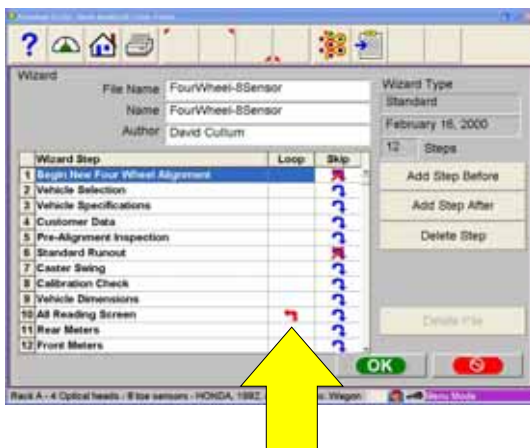 ?
Wizard
File Name FourWheel-8Sensor
Name FourWheel-8Sensor
Author David Cullum
Wizard Type
Standard
February 16, 2000
12 Steps
Wizard Step Loop Skip
1 Begin New Four Wheel Alignment
2 Vehicle Selection
3 Vehicle Specifications
4 Customer Data
5 Pre-Alignment Inspection
6 Standard Runout
7 Caster Swing
8 Calibration Check
9 Vehicle Dimensions
10 All Reading Screen
11 Rear Meters
12 Front Meters
Add Step Before
Add Step After
Delete Step
Delete File
OK
Rack A - 4 Optical heads - 8 toe sensors - HONDA, 1992, Wagon
Menu Mode